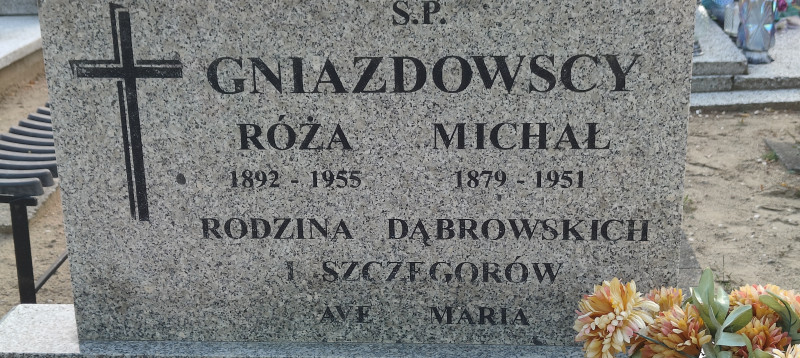 Ś.P.
GNIAZDOWSCY
RÓŻA MICHAŁ
1892 - 1955 1879 - 1951
RODZINA DĄBROWSKICH
I SZCZEGORÓW
AVE MARIA